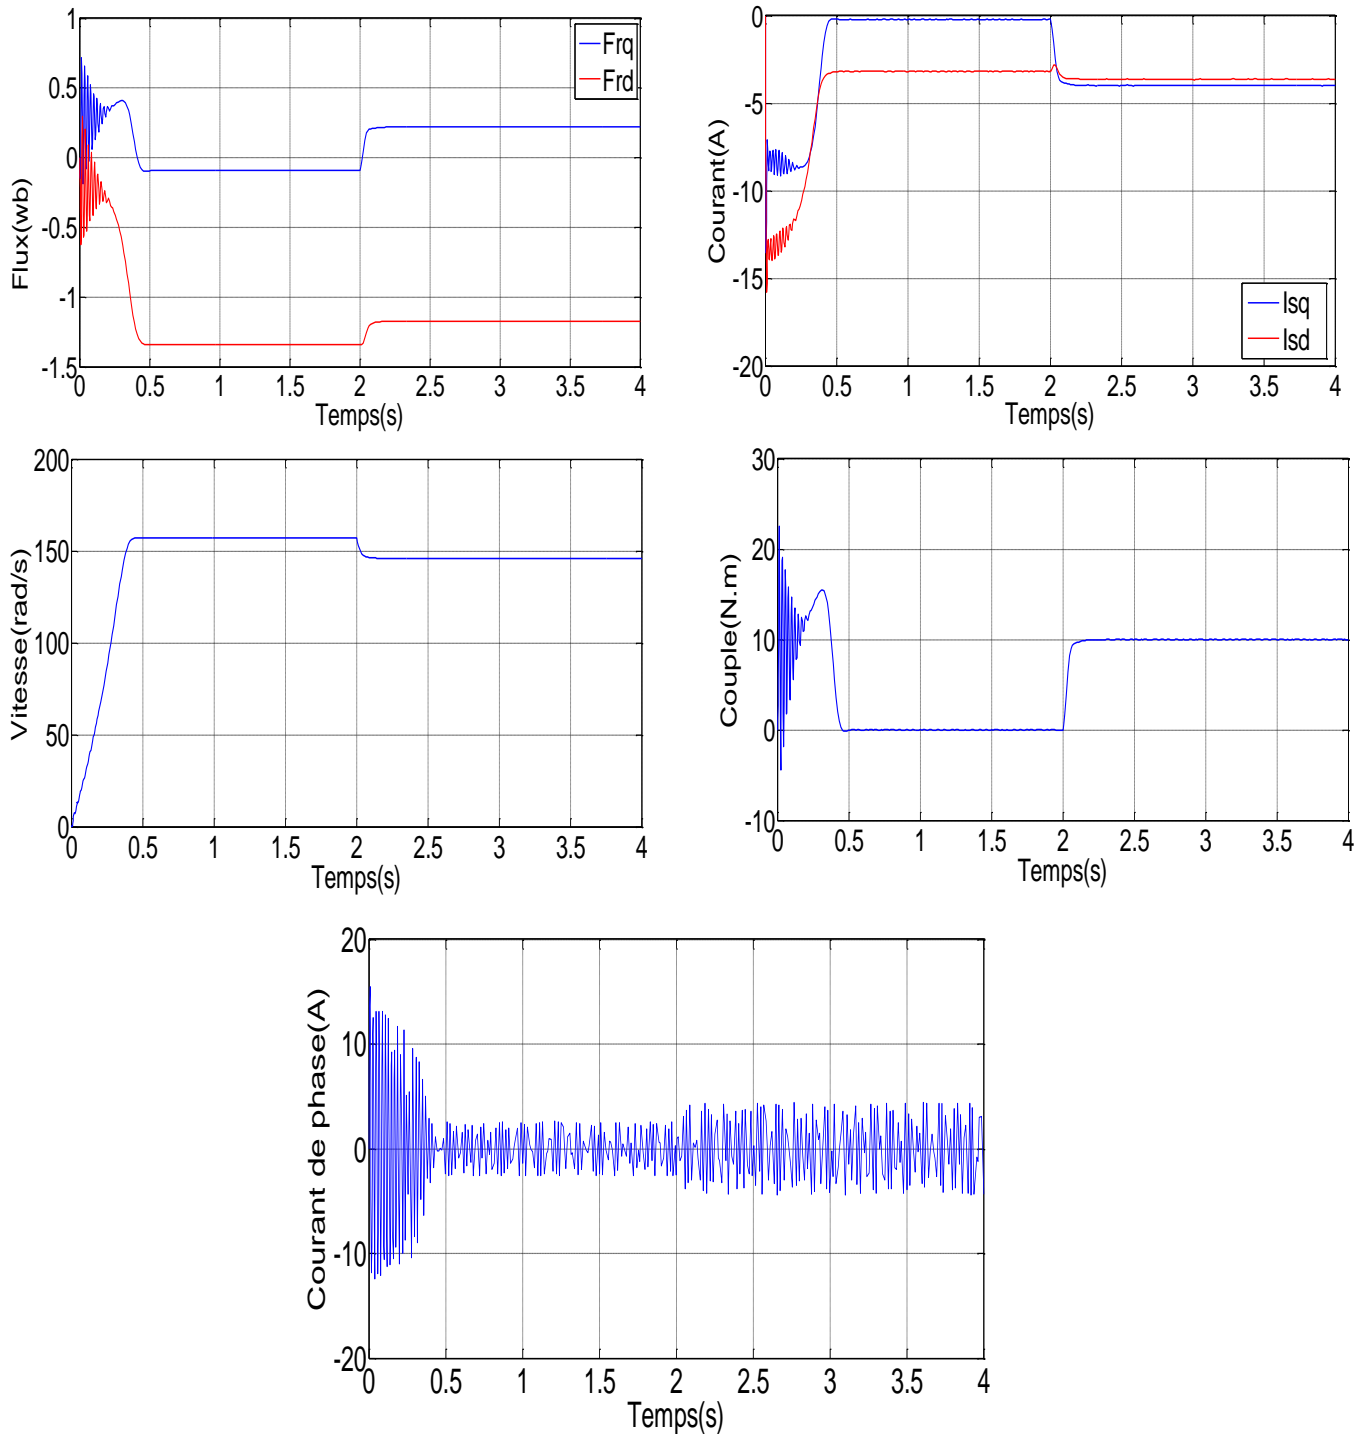 1
0.5
0
-0.5
-1
-1.5
Flux(wb)
Frq
Frd
0 0.5 1 1.5 2 2.5 3 3.5 4
Temps(s)
0
-5
-10
-15
-20
Courant(A)
Isq
Isd
0 0.5 1 1.5 2 2.5 3 3.5 4
Temps(s)
200
150
100
50
0
Vitesse(rad/s)
0 0.5 1 1.5 2 2.5 3 3.5 4
Temps(s)
30
20
10
0
-10
Couple(N.m)
0 0.5 1 1.5 2 2.5 3 3.5 4
Temps(s)
20
10
0
-10
-20
Courant de phase(A)
0 0.5 1 1.5 2 2.5 3 3.5 4
Temps(s)